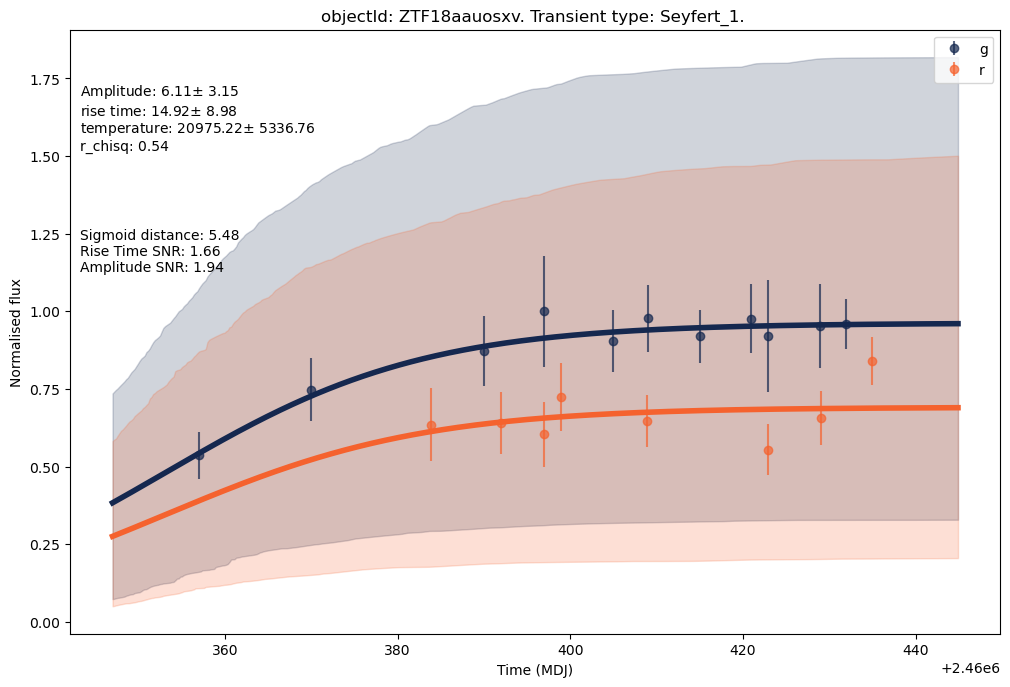 objectId: ZTF18aauosxv. Transient type: Seyfert_1.
g
r
Amplitude: 6.11± 3.15
rise time: 14.92± 8.98
temperature: 20975.22± 5336.76
r_chisq: 0.54
Sigmoid distance: 5.48
Rise Time SNR: 1.66
Amplitude SNR: 1.94
Normalised flux
1.75
1.50
1.25
1.00
0.75
0.50
0.25
0.00
360 380 400 420 440
Time (MDJ)
+2.46e6